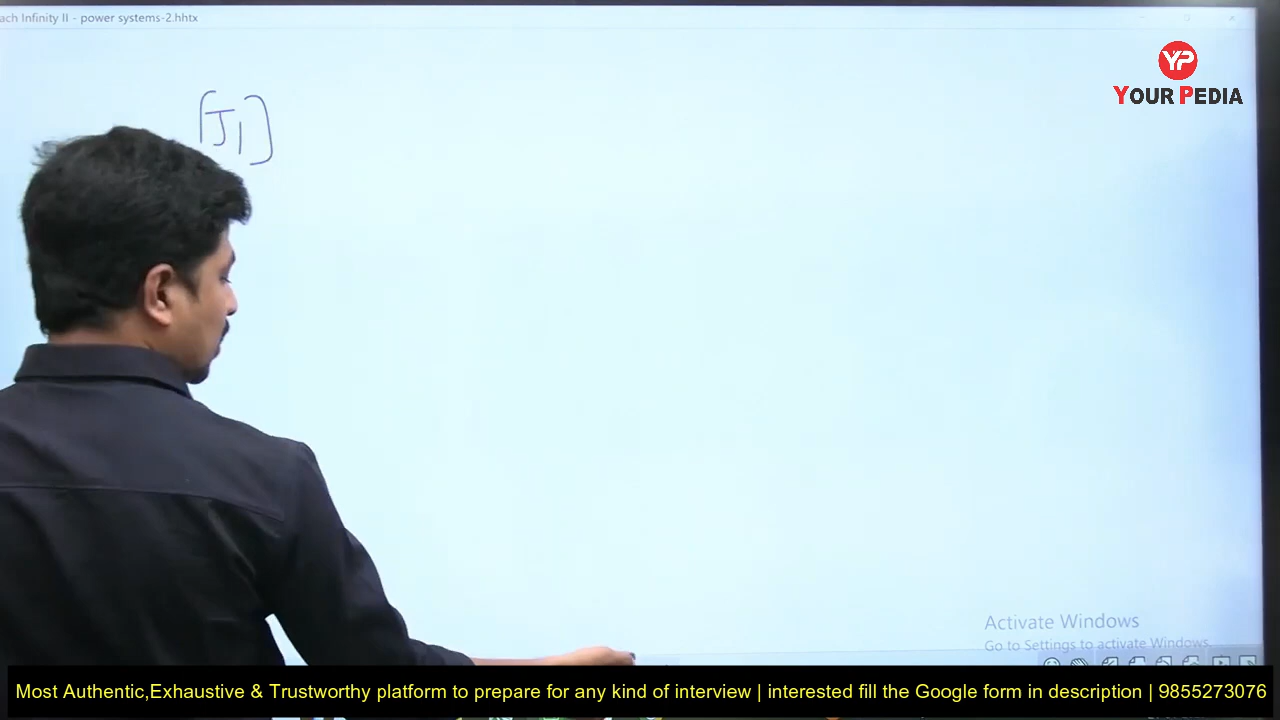 ach Infinity II - power systems-2.hhtx
YP
YOUR PEDIA
[J1]
Activate Windows
Go to Settings to activate Windows.
Most Authentic,Exhaustive & Trustworthy platform to prepare for any kind of interview | interested fill the Google form in description | 9855273076